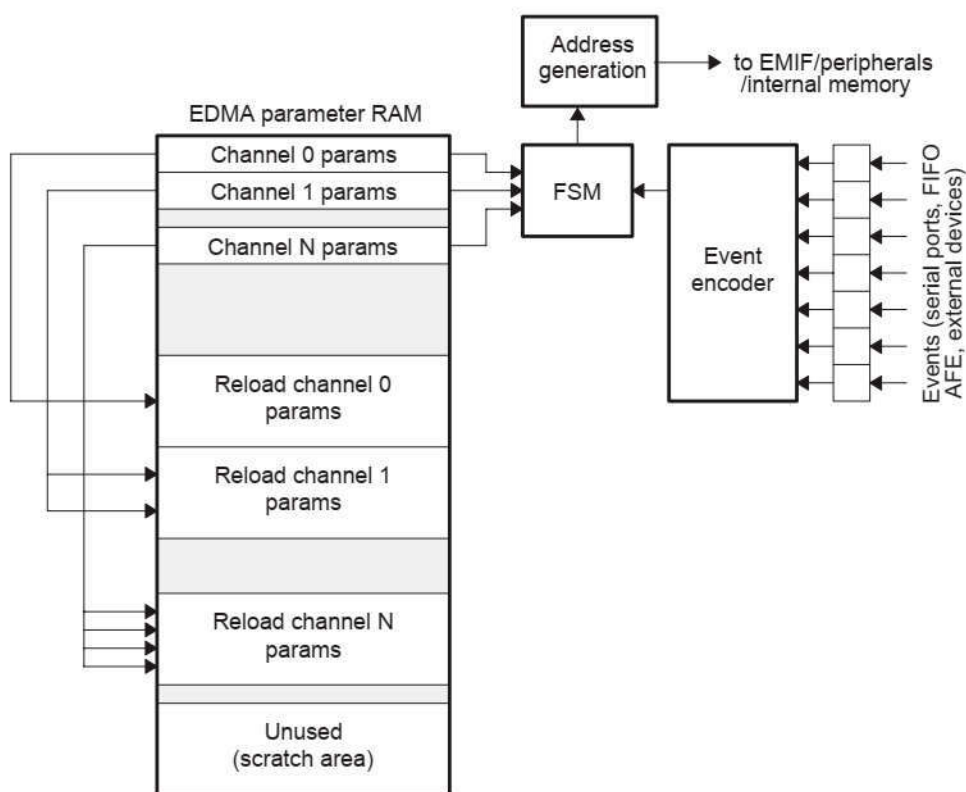 Address
generation
to EMIF/peripherals
/internal memory
EDMA parameter RAM
Channel 0 params
Channel 1 params
Channel N params
FSM
Event
encoder
Events (serial ports, FIFO
AFE, external devices)
Reload channel 0
params
Reload channel 1
params
Reload channel N
params
Unused
(scratch area)